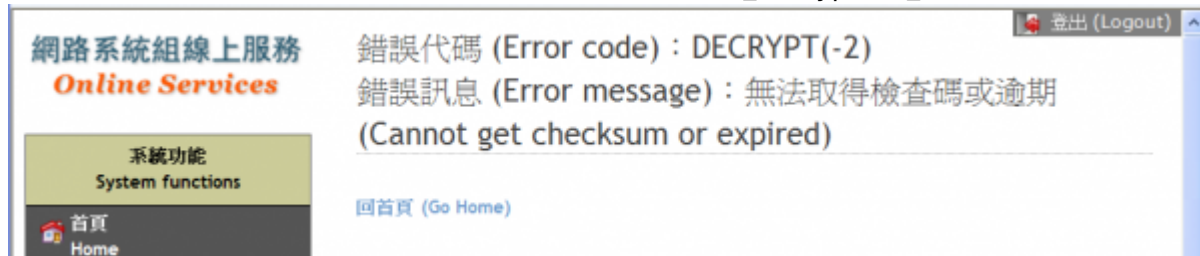 登出 (Logout)
網路系統組線上服務
Online Services
錯誤代碼 (Error code)：DECRYPT(-2)
錯誤訊息 (Error message)：無法取得檢查碼或逾期
(Cannot get checksum or expired)
系統功能
System functions
回首頁 (Go Home)
首頁
Home